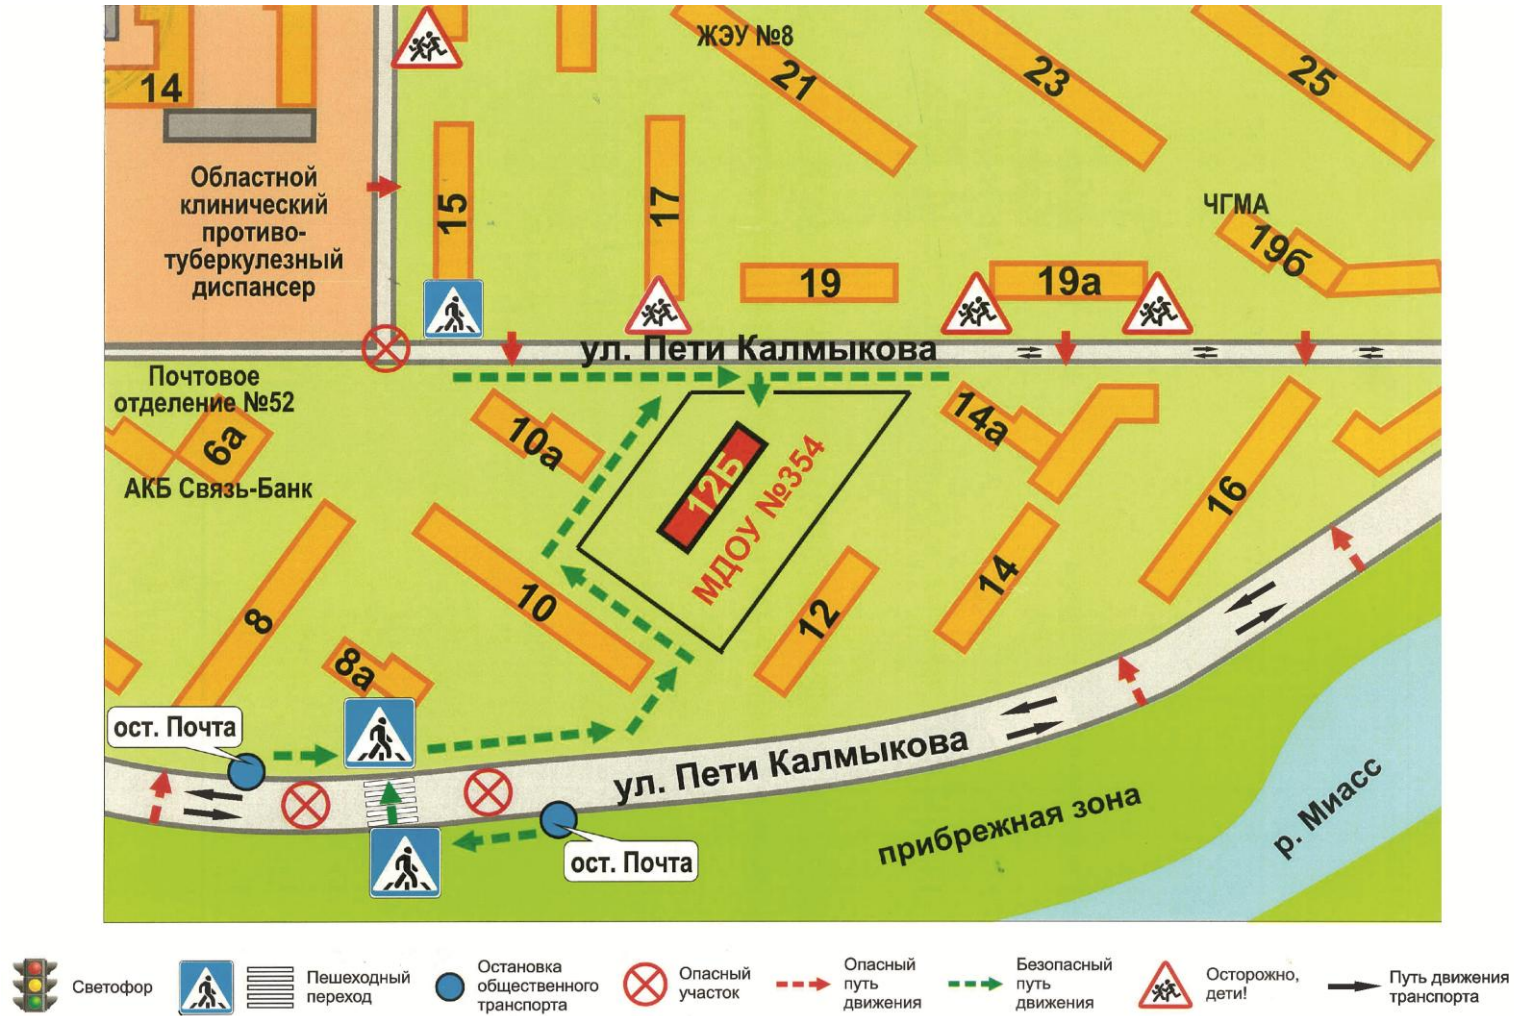 ЖЭУ №8
14
21
23
25
Областной
клинический
противо-
туберкулезный
диспансер
15
17
19
19а
ЧГМА
19б
ул. Пети Калмыкова
Почтовое
отделение №52
6а
АКБ Связь-Банк
10а
12Б
МДОУ №354
14а
16
8
10
12
14
8а
ост. Почта
ул. Пети Калмыкова
ост. Почта
прибрежная зона
р. Миасс
Светофор
Пешеходный
переход
Остановка
общественного
транспорта
Опасный
участок
Опасный
путь
движения
Безопасный
путь
движения
Осторожно,
дети!
Путь движения
транспорта